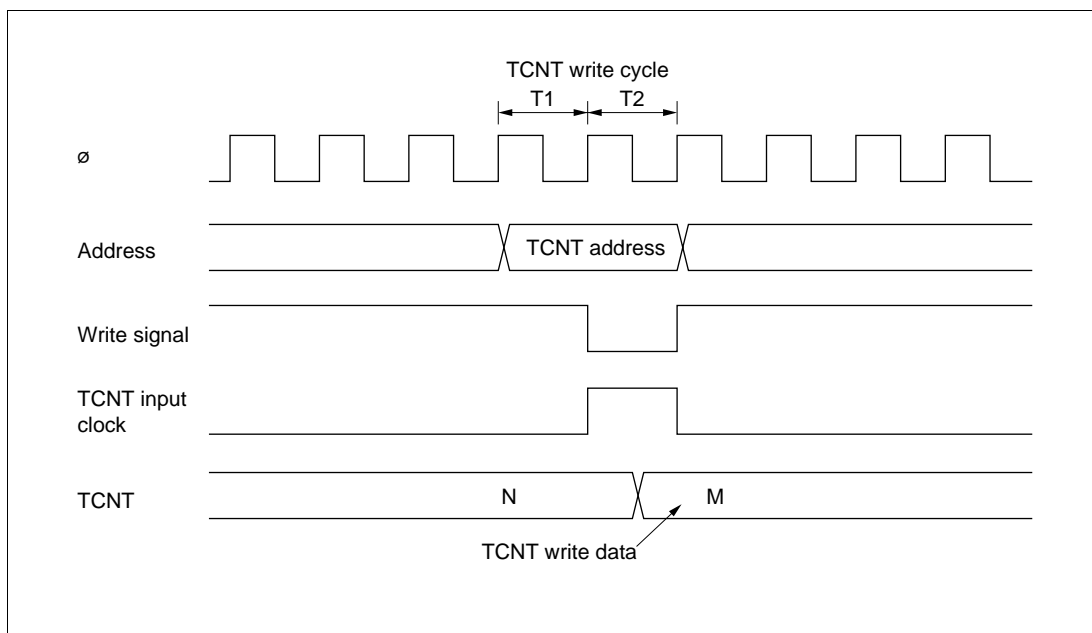 TCNT write cycle
T1 T2
ø
Address
TCNT address
Write signal
TCNT input
clock
TCNT
N M
TCNT write data